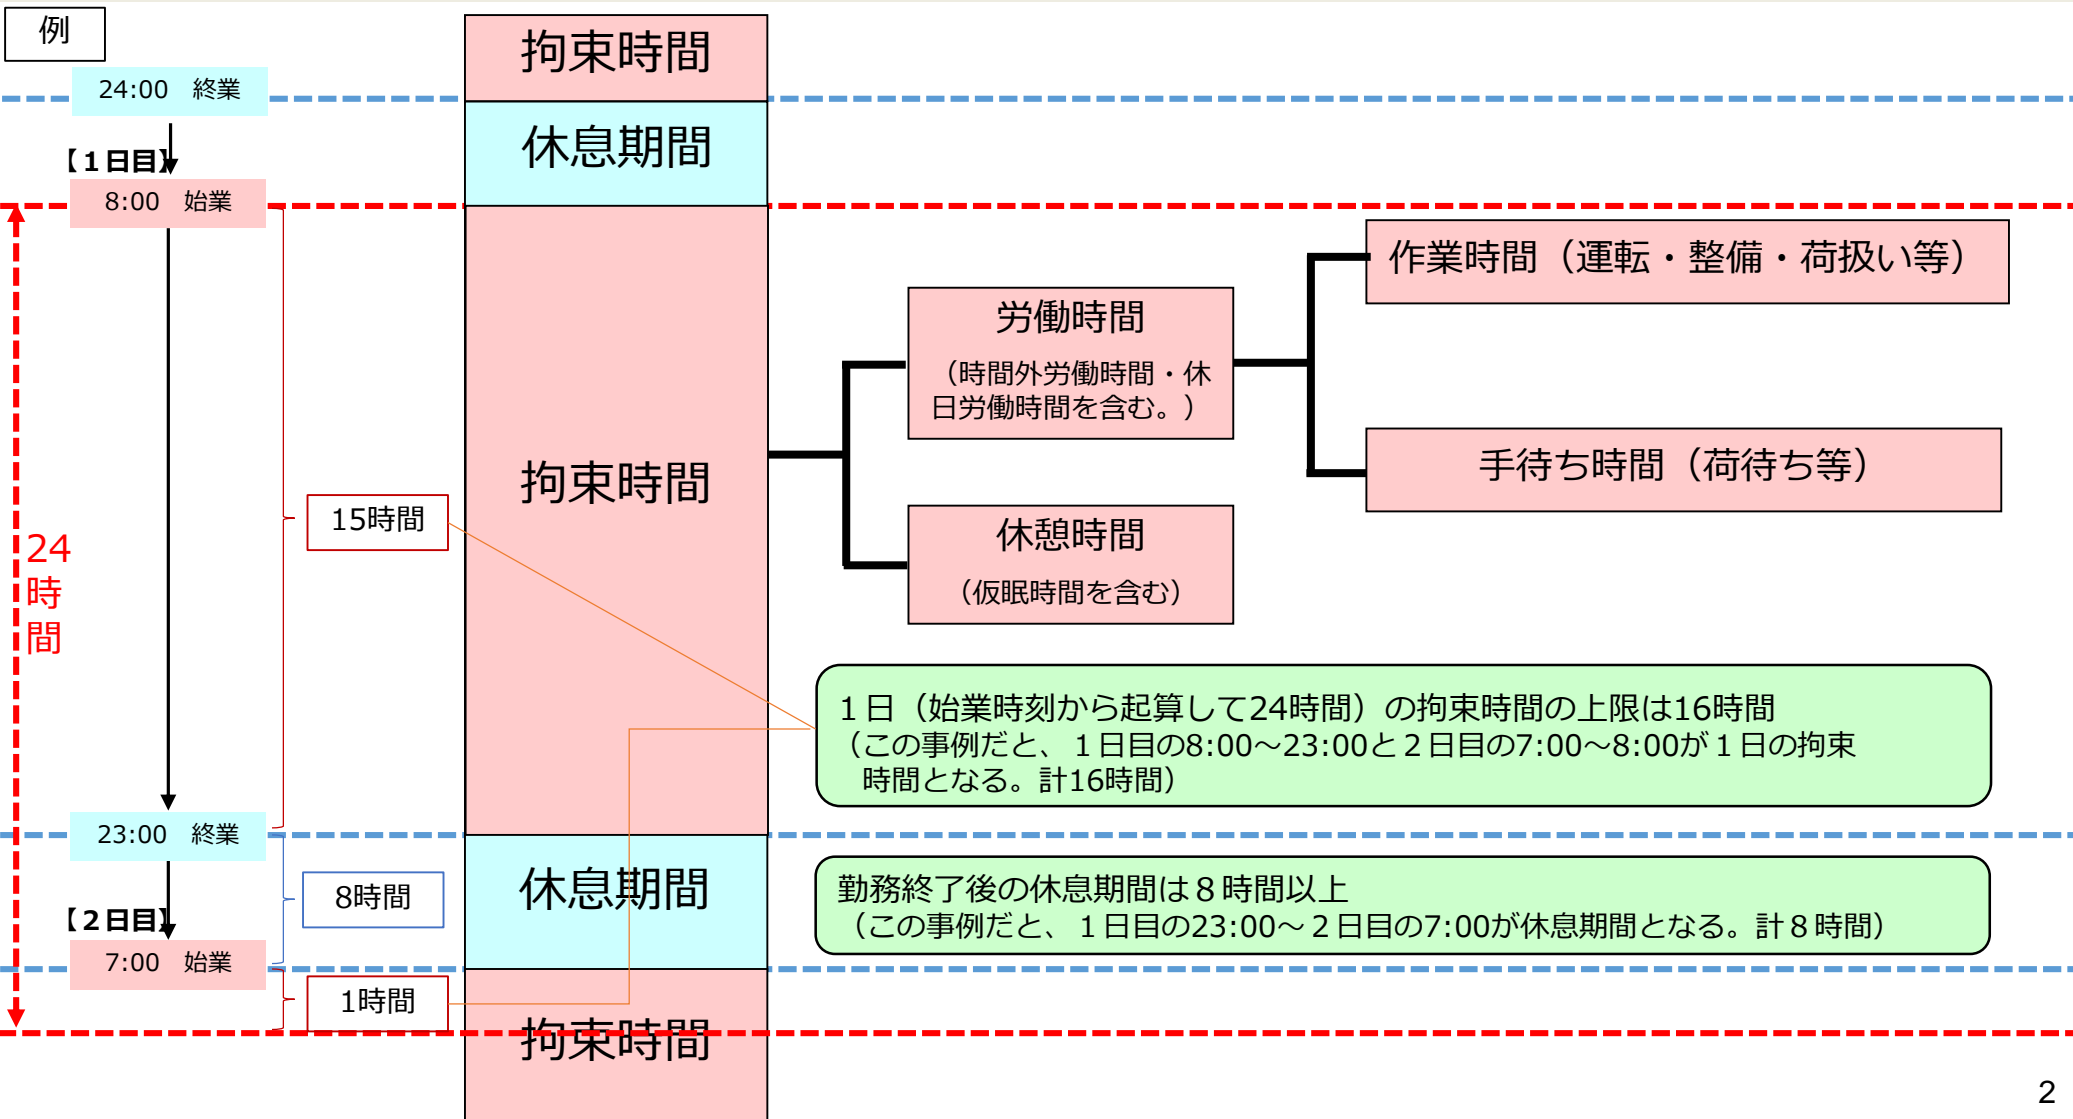 例
拘束時間
24:00　終業
休息期間
【１日目】
8:00　始業
作業時間（運転・整備・荷扱い等）
労働時間
（時間外労働時間・休
日労働時間を含む。）
手待ち時間（荷待ち等）
拘束時間
15時間
休憩時間
（仮眠時間を含む）
24
時
間
１日（始業時刻から起算して24時間）の拘束時間の上限は16時間
（この事例だと、１日目の8:00～23:00と２日目の7:00～8:00が１日の拘束
時間となる。計16時間）
23:00　終業
休息期間
8時間
勤務終了後の休息期間は８時間以上
（この事例だと、１日目の23:00～２日目の7:00が休息期間となる。計８時間）
【２日目】
7:00　始業
1時間
拘束時間
2